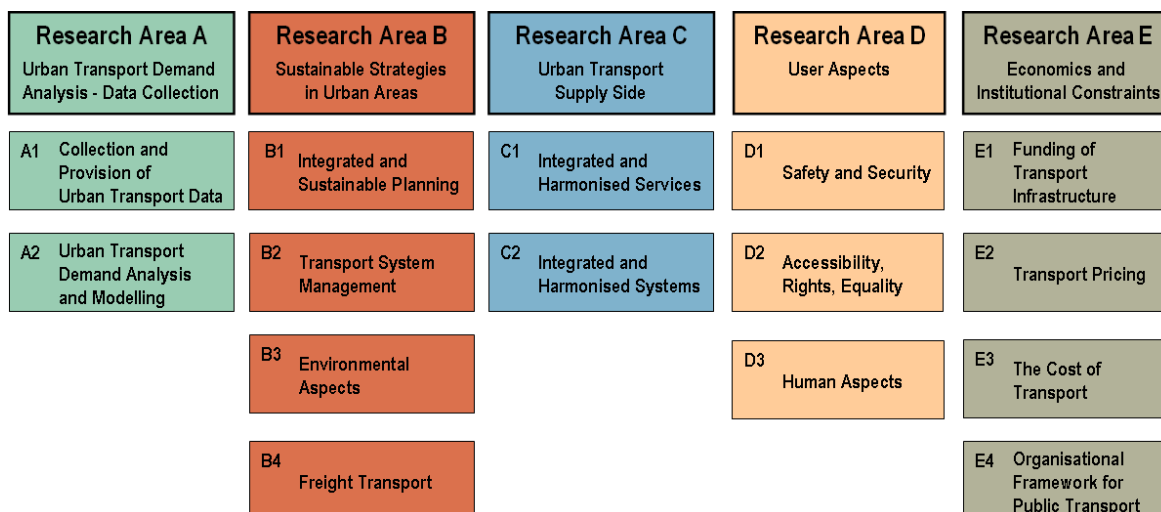 Research Area A
Urban Transport Demand
Analysis - Data Collection
A1
Collection and
Provision of
Urban Transport Data
A2
Urban Transport
Demand Analysis
and Modelling
Research Area B
Sustainable Strategies
in Urban Areas
B1
Integrated and
Sustainable Planning
B2
Transport System
Management
B3
Environmental
Aspects
B4
Freight Transport
Research Area C
Urban Transport
Supply Side
C1
Integrated and
Harmonised Services
C2
Integrated and
Harmonised Systems
Research Area D
User Aspects
D1
Safety and Security
D2
Accessibility,
Rights, Equality
D3
Human Aspects
Research Area E
Economics and
Institutional Constraints
E1
Funding of
Transport
Infrastructure
E2
Transport Pricing
E3
The Cost of
Transport
E4
Organisational
Framework for
Public Transport